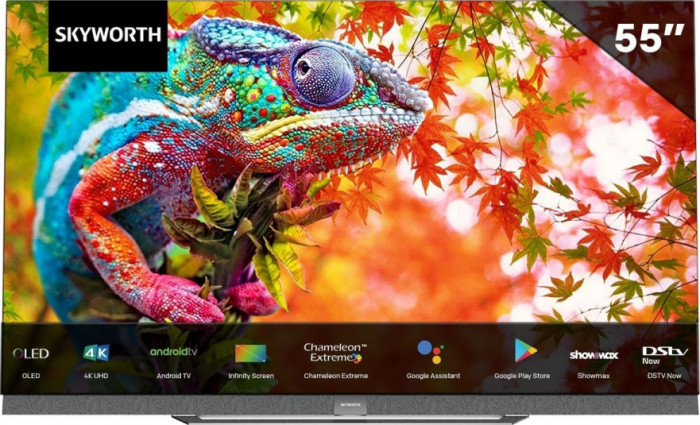 SKYWORTH
55"
OLED
4K
androidtv
Chameleon™
Extreme
showmax
DStv
Now
OLED
4K UHD
Android TV
Infinity Screen
Chameleon Extreme
Google Assistant
Google Play Store
Showmax
DSTV Now
SKYWORTH